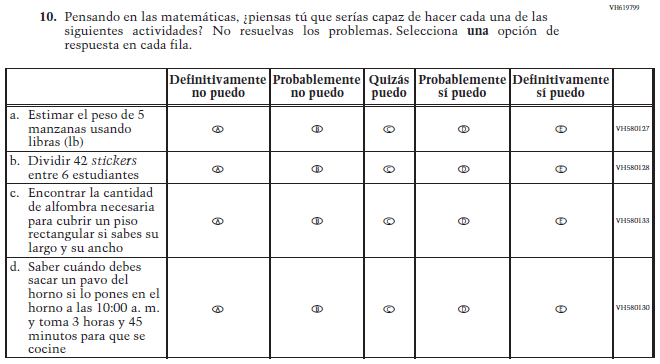 VH619799
10. Pensando en las matemáticas, ¿piensas tú que serías capaz de hacer cada una de las
siguientes actividades? No resuelvas los problemas. Selecciona una opción de
respuesta en cada fila.
Definitivamente no puedo
Probablemente no puedo
Quizás puedo
Probablemente sí puedo
Definitivamente sí puedo
a. Estimar el peso de 5
manzanas usando
libras (lb)
A B C D E VH580127
b. Dividir 42 stickers
entre 6 estudiantes
A B C D E VH580128
c. Encontrar la cantidad
de alfombra necesaria
para cubrir un piso
rectangular si sabes su
largo y su ancho
A B C D E VH580133
d. Saber cuándo debes
sacar un pavo del
horno si lo pones en el
horno a las 10:00 a. m.
y toma 3 horas y 45
minutos para que se
cocine
A B C D E VH580130